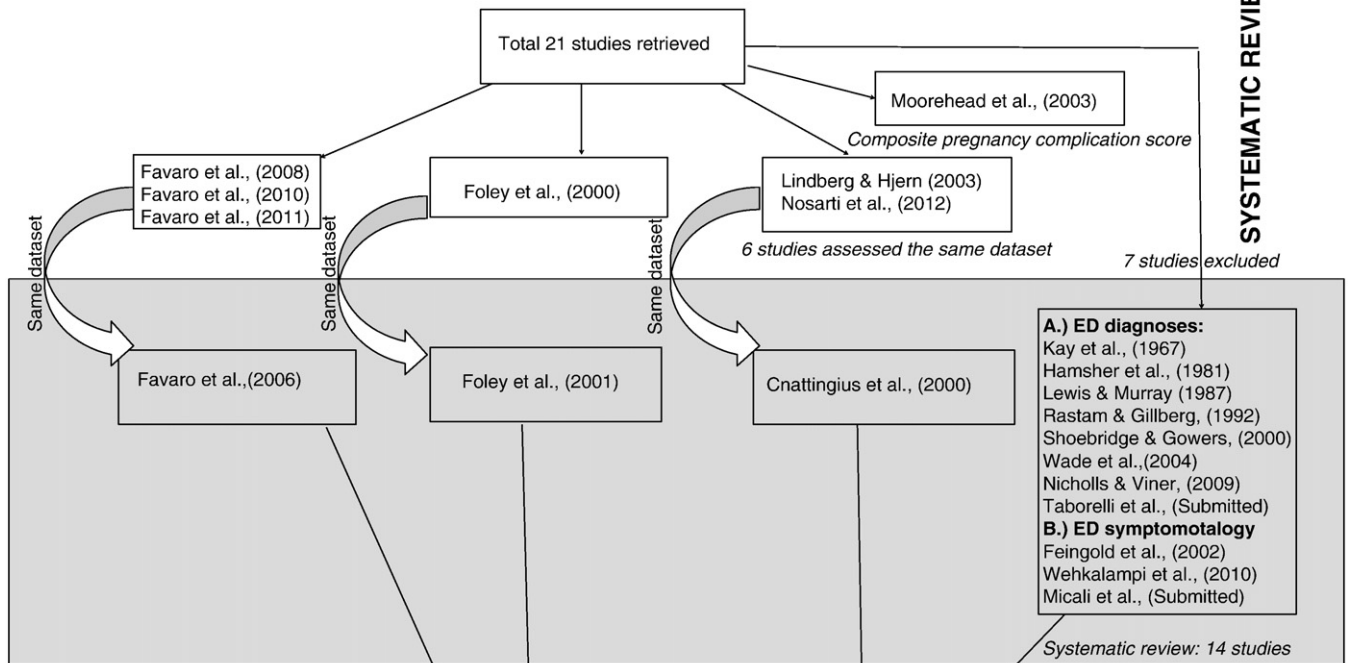 Total 21 studies retrieved
Moorehead et al., (2003)
Composite pregnancy complication score
SYSTEMATIC REVIE
Favaro et al., (2008)
Favaro et al., (2010)
Favaro et al., (2011)
Foley et al., (2000)
Lindberg & Hjern (2003)
Nosarti et al., (2012)
6 studies assessed the same dataset
7 studies excluded
Same dataset
Same dataset
Same dataset
Favaro et al.,(2006)
Foley et al., (2001)
Cnattingius et al., (2000)
A.) ED diagnoses:
Kay et al., (1967)
Hamsher et al., (1981)
Lewis & Murray (1987)
Rastam & Gillberg, (1992)
Shoebridge & Gowers, (2000)
Wade et al.,(2004)
Nicholls & Viner, (2009)
Taborelli et al., (Submitted)
B.) ED symptomotalogy
Feingold et al., (2002)
Wehkalampi et al., (2010)
Micali et al., (Submitted)
Systematic review: 14 studies